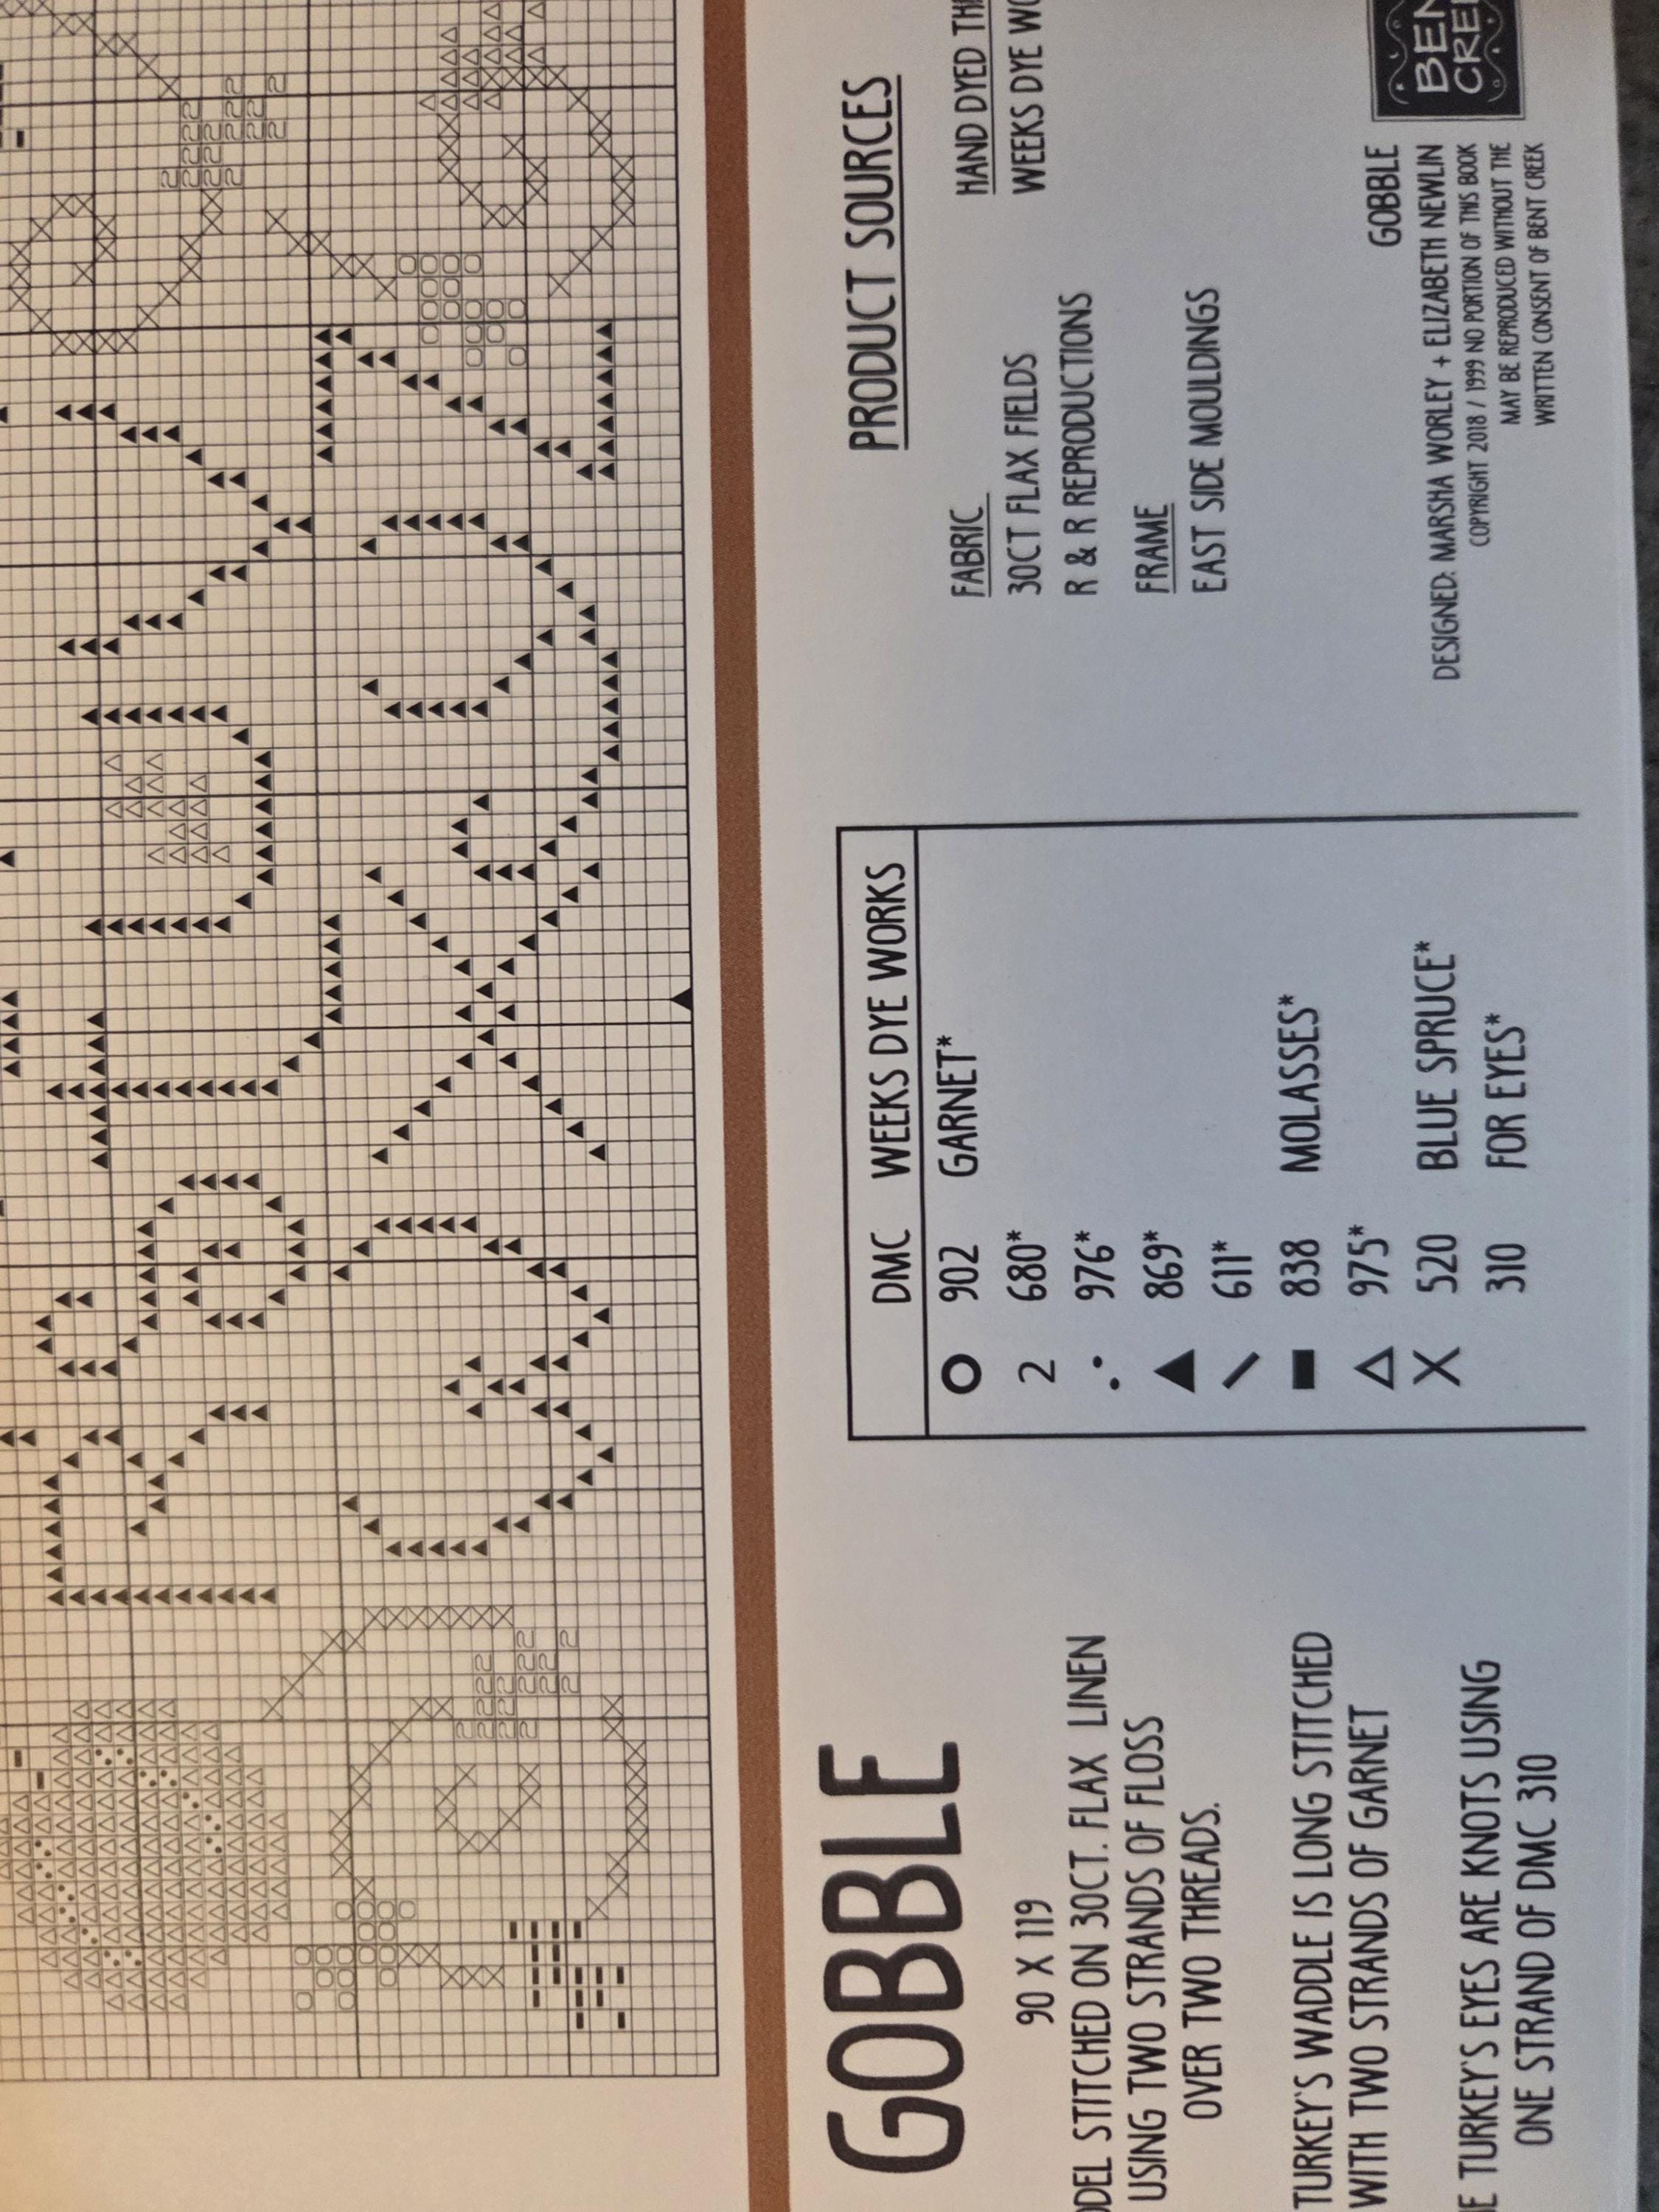 GOBBLE
90 X 119
STITCHED ON 30CT. FLAX LINEN
USING TWO STRANDS OF FLOSS
OVER TWO THREADS.
TURKEY'S WADDLE IS LONG STITCHED
WITH TWO STRANDS OF GARNET
TURKEY'S EYES ARE KNOTS USING
ONE STRAND OF DMC 310
DMC WEEKS DYE WORKS
O 902 GARNET*
2 680*
976*
▲ 869*
611*
■ 838 MOLASSES*
△ 975*
X 520 BLUE SPRUCE*
310 FOR EYES*
PRODUCT SOURCES
FABRIC
30CT FLAX FIELDS
R & R REPRODUCTIONS
FRAME
EAST SIDE MOULDINGS
HAND DYED
WEEKS DYE
GOBBLE
DESIGNED: MARSHA WORLEY + ELIZABETH NEWLIN
COPYRIGHT 2018 / 1999 NO PORTION OF THIS BOOK
MAY BE REPRODUCED WITHOUT THE
WRITTEN CONSENT OF BENT CREEK